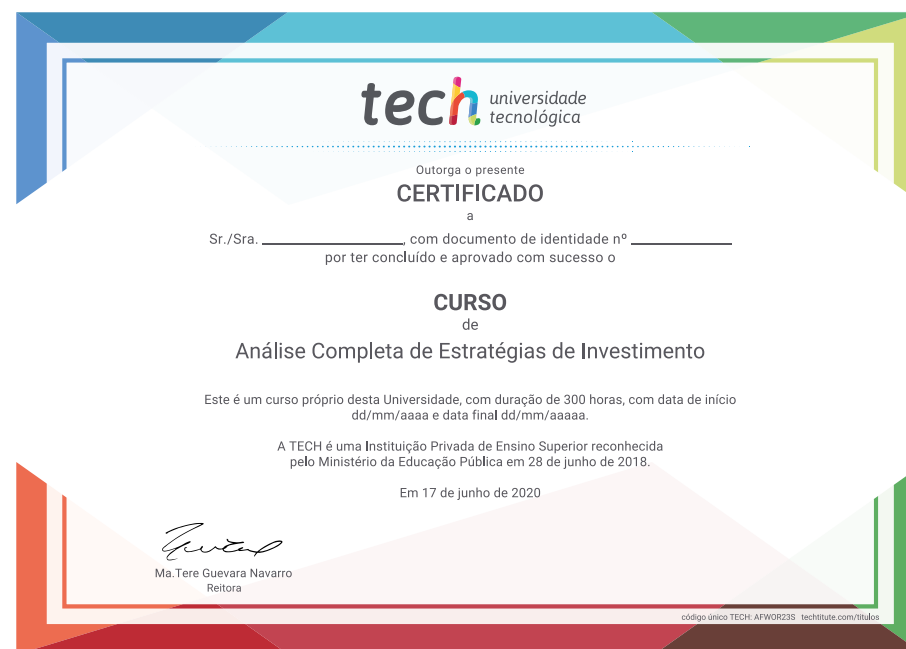 tech universidade
tecnológica
Outorga o presente
CERTIFICADO
a
Sr./Sra. ________________, com documento de identidade nº ____________
por ter concluído e aprovado com sucesso o
CURSO
de
Análise Completa de Estratégias de Investimento
Este é um curso próprio desta Universidade, com duração de 300 horas, com data de início
dd/mm/aaaa e data final dd/mm/aaaaa.
A TECH é uma Instituição Privada de Ensino Superior reconhecida
pelo Ministério da Educação Pública em 28 de junho de 2018.
Em 17 de junho de 2020
Ma.Tere Guevara Navarro
Reitora
código único TECH: AFWOR23S techtitute.com/titulos